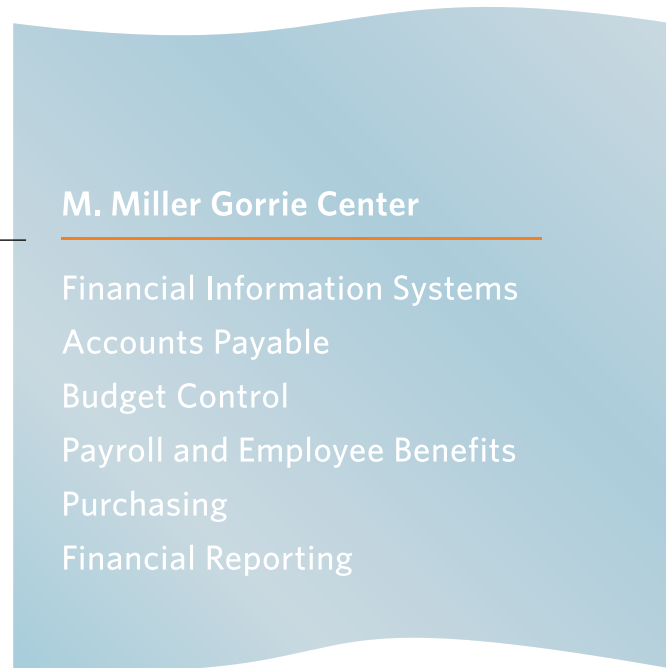 M. Miller Gorrie Center
Financial Information Systems
Accounts Payable
Budget Control
Payroll and Employee Benefits
Purchasing
Financial Reporting